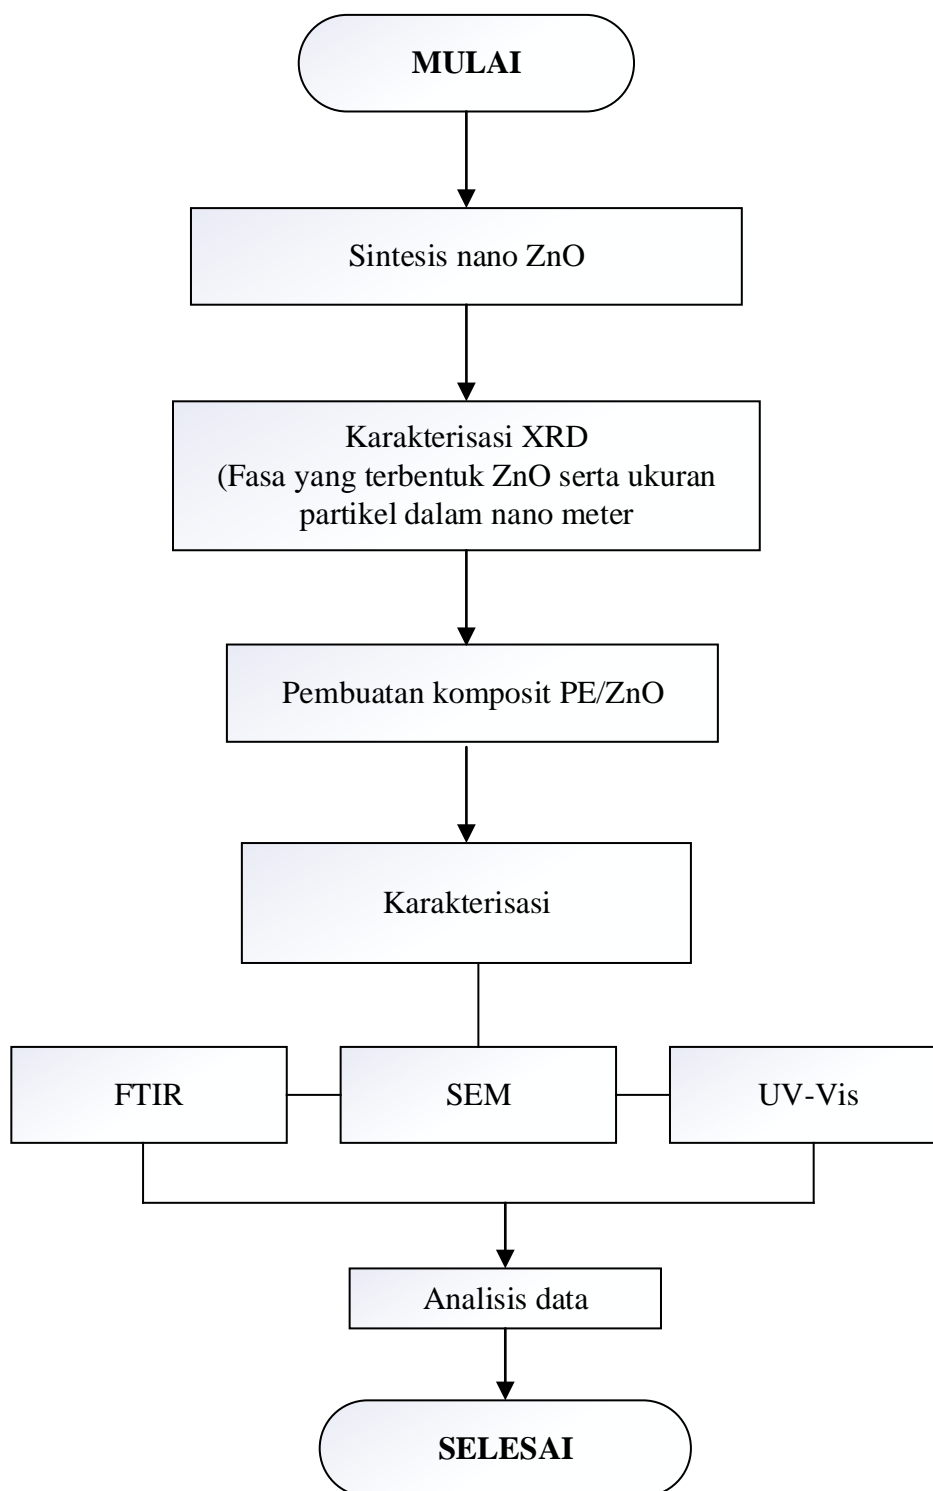 MULAI
Sintesis nano ZnO
Karakterisasi XRD
(Fasa yang terbentuk ZnO serta ukuran
partikel dalam nano meter
Pembuatan komposit PE/ZnO
Karakterisasi
FTIR
SEM
UV-Vis
Analisis data
SELESAI